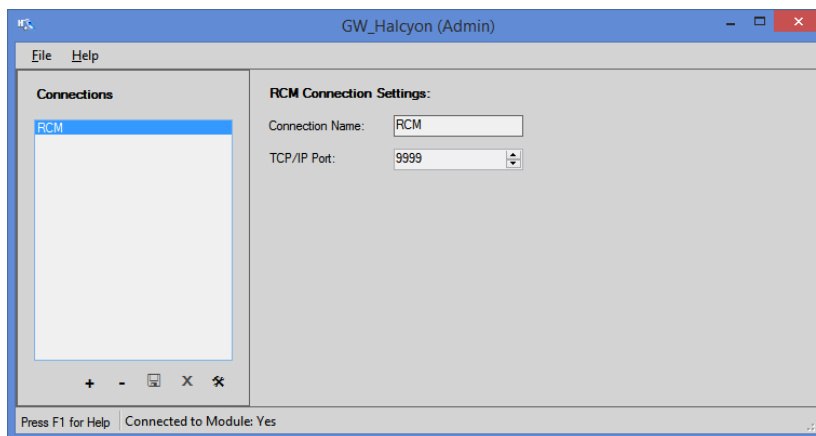 GW_Halcyon (Admin)
File Help
Connections
RCM
RCM Connection Settings:
Connection Name: RCM
TCP/IP Port: 9999
+ - X
Press F1 for Help Connected to Module: Yes